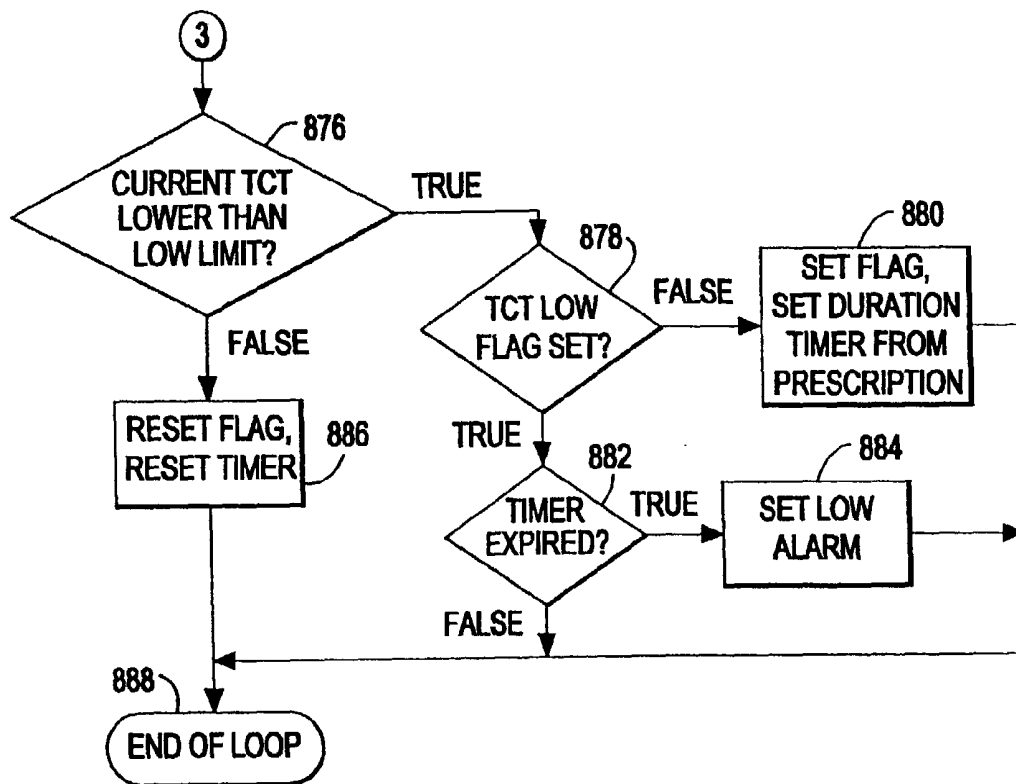 3
876
CURRENT TCT
LOWER THAN
LOW LIMIT?
TRUE
878
TCT LOW
FLAG SET?
FALSE
880
SET FLAG,
SET DURATION
TIMER FROM
PRESCRIPTION
FALSE
RESET FLAG,
RESET TIMER
886
TRUE
882
TIMER
EXPIRED?
TRUE
884
SET LOW
ALARM
FALSE
888
END OF LOOP